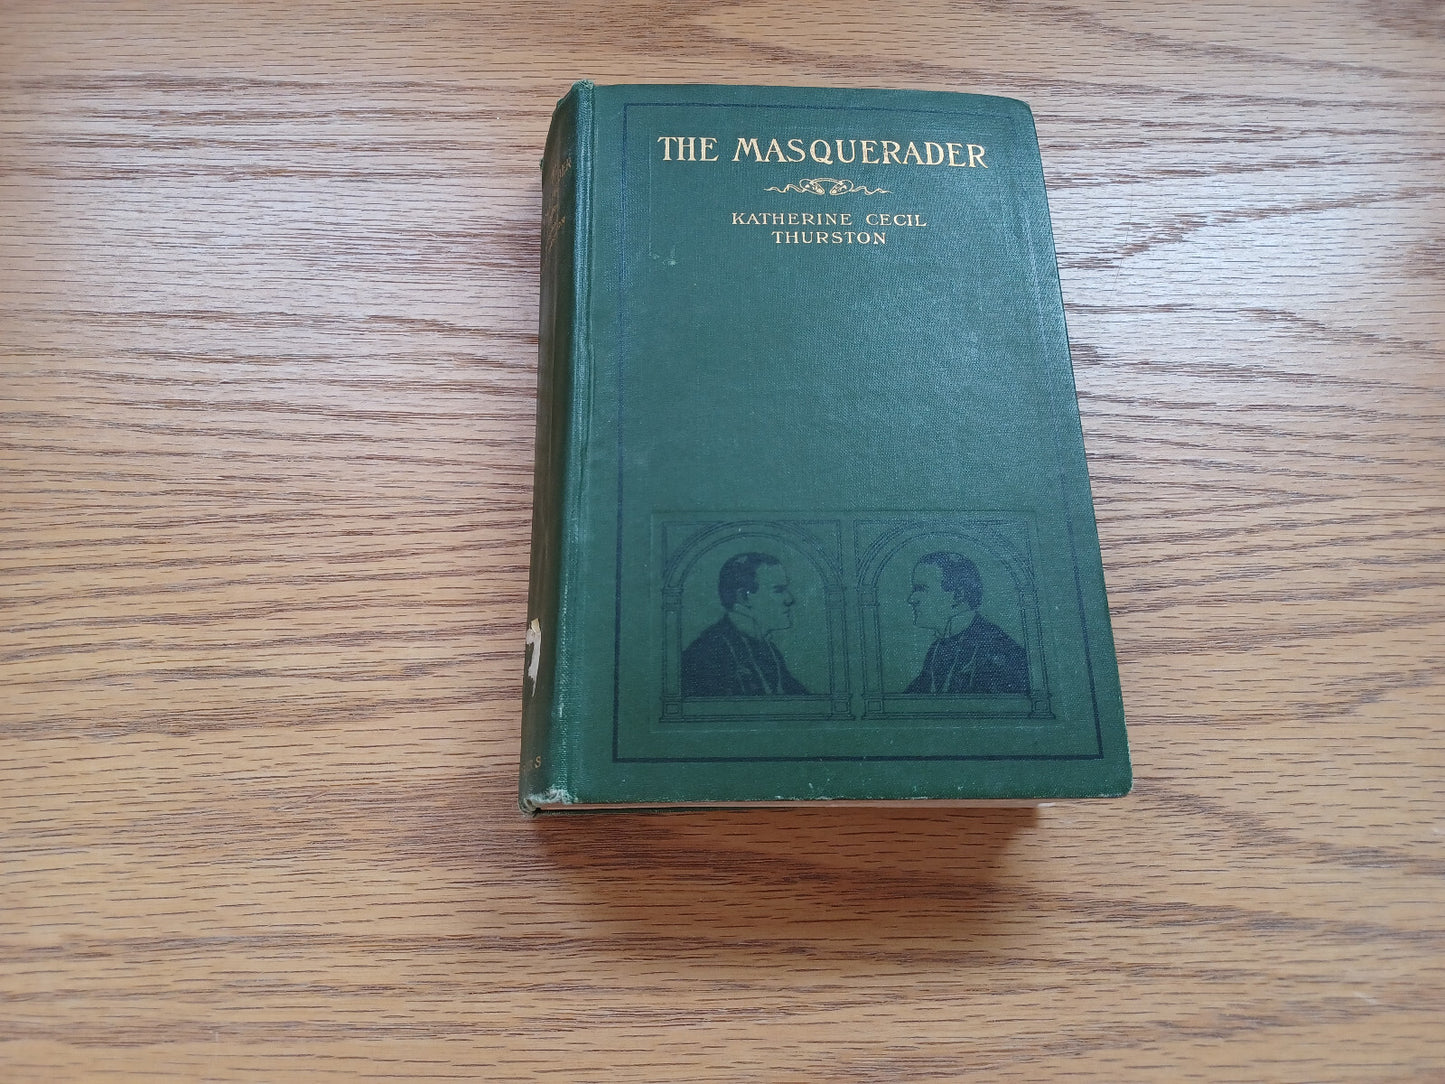 THE MASQUERADER
KATHERINE CECIL
THURSTON